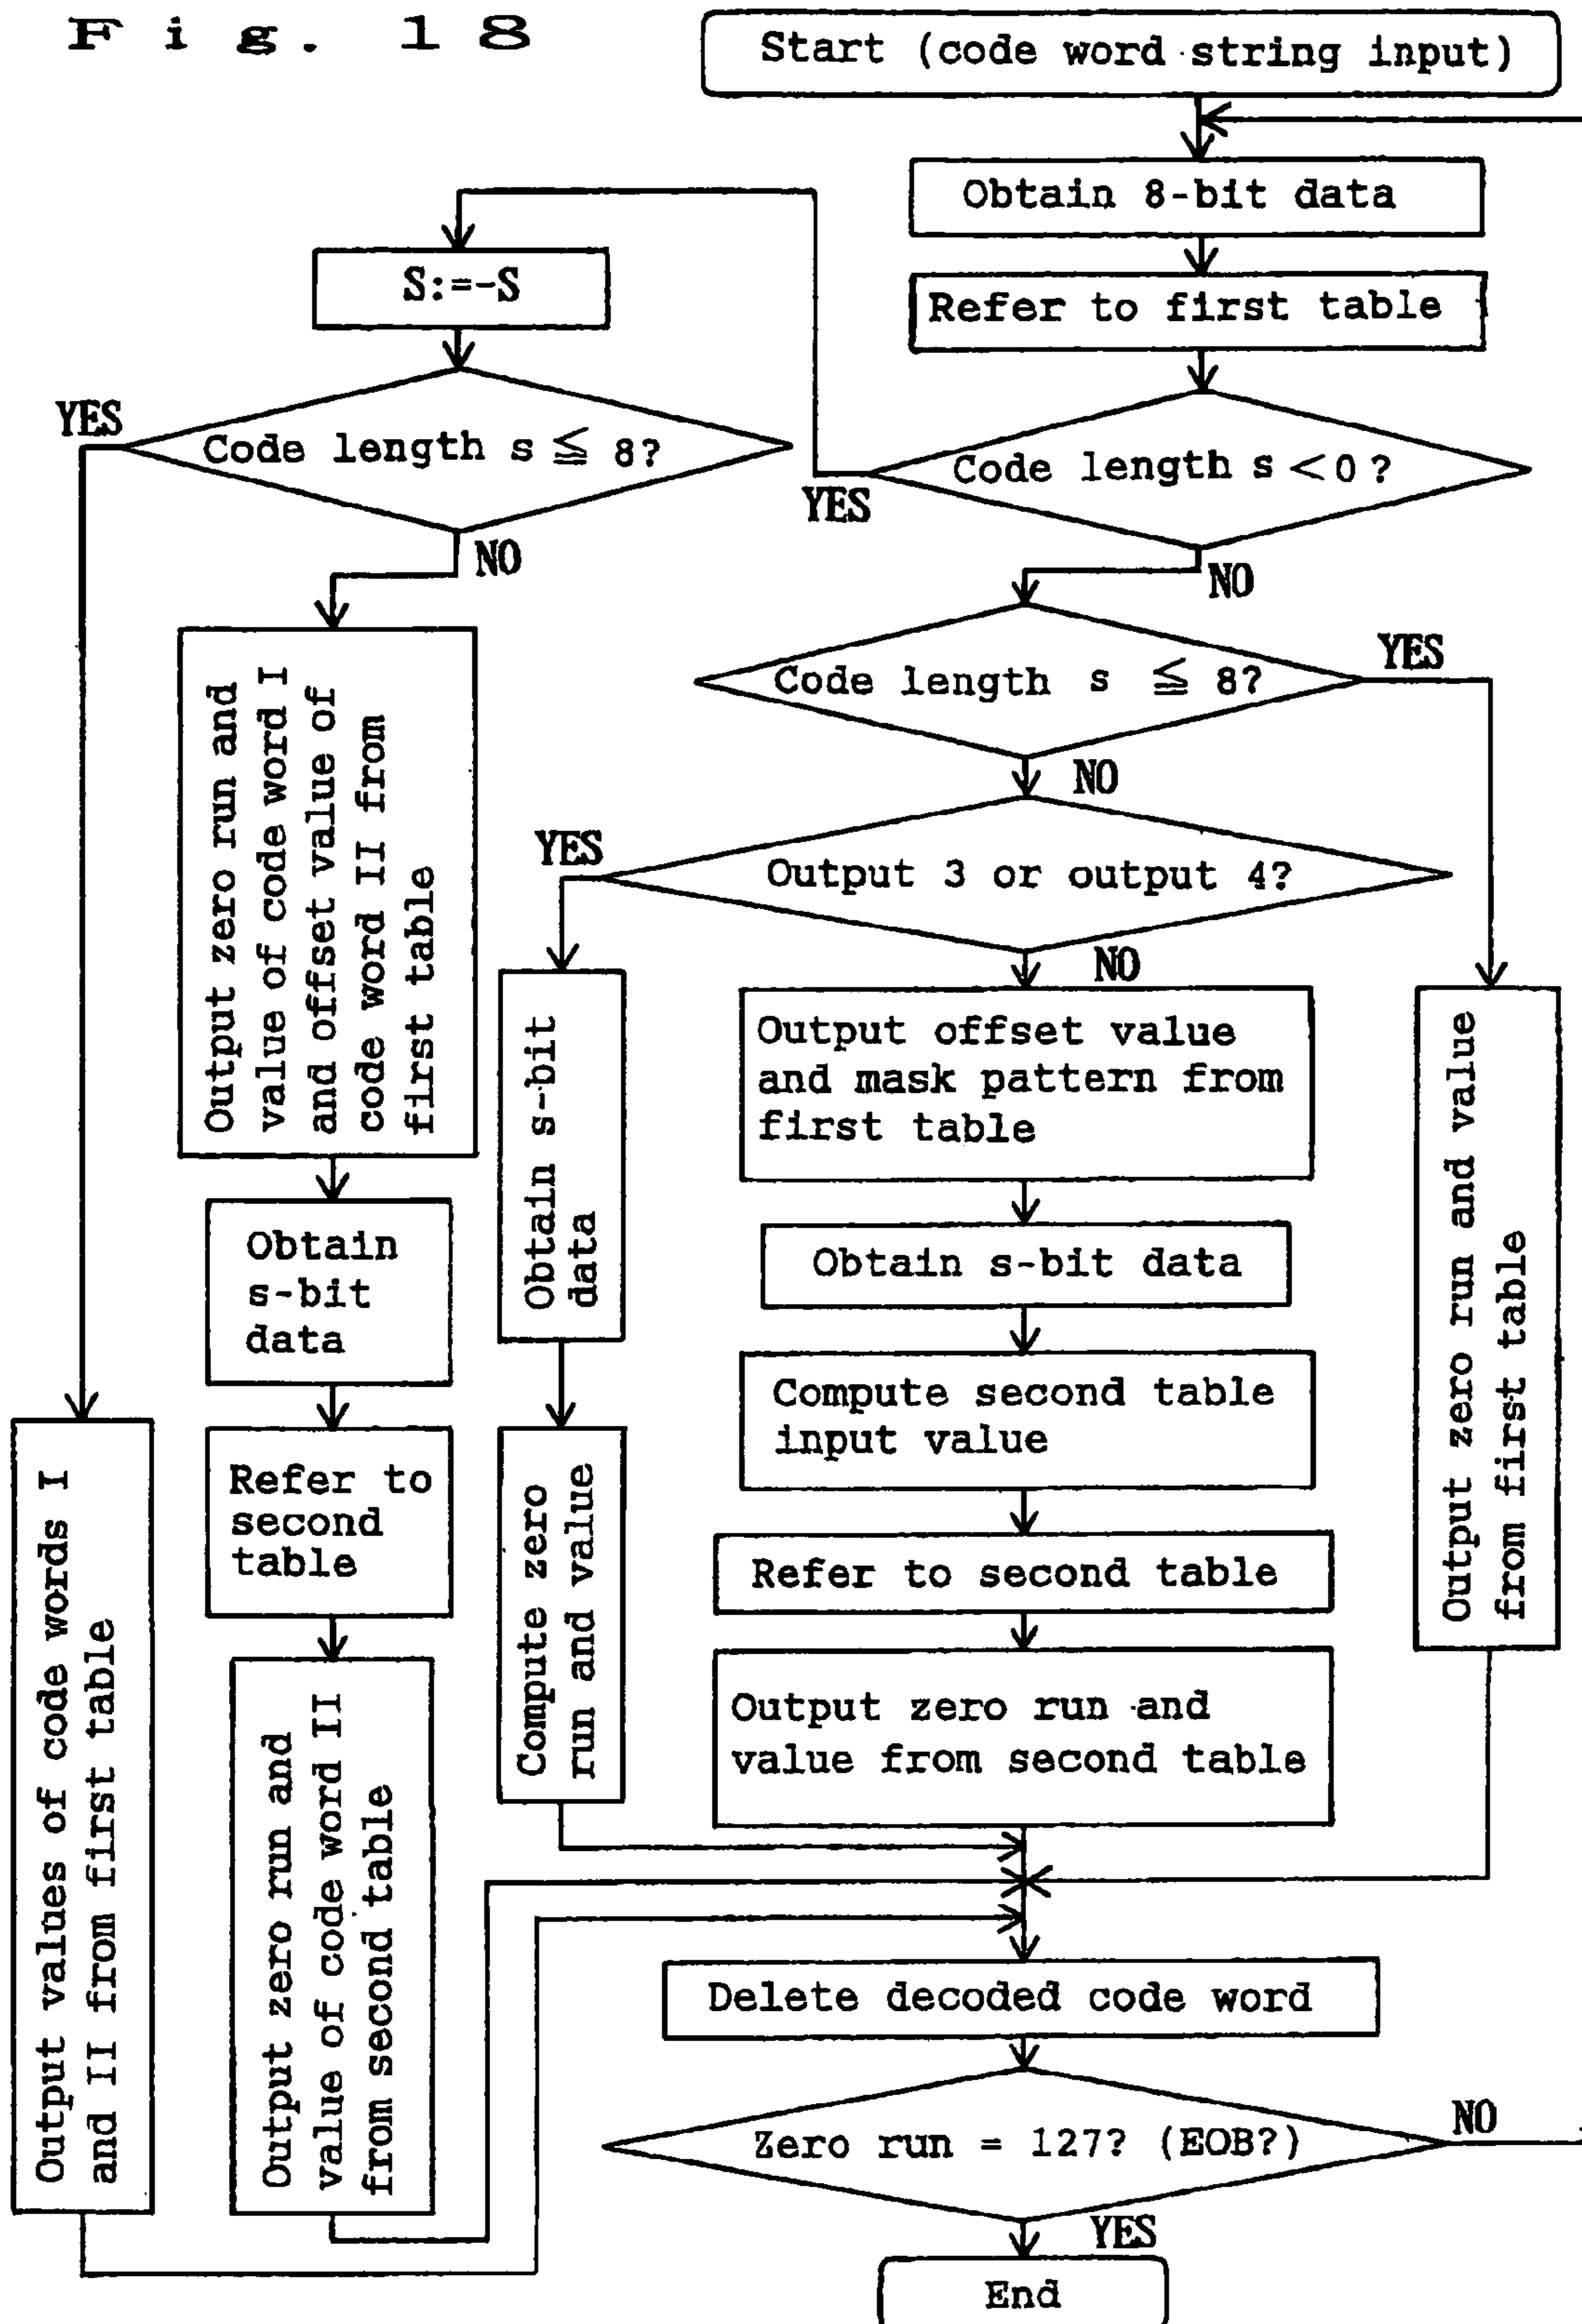 Fig. 18
Start (code word string input)
Obtain 8-bit data
Refer to first table
Code length s < 0 ?
YES
NO
S:=-S
Code length s ≦ 8?
YES
NO
Output zero run and
value of code word I
and offset value of
code word II from
first table
Obtain
s-bit
data
Refer to
second
table
Output zero run and
value of code word II
from second table
Output values of code words I
and II from first table
Code length s ≦ 8?
YES
NO
Output 3 or output 4?
YES
NO
Obtain s-bit
data
Compute zero
run and value
Output offset value
and mask pattern from
first table
Obtain s-bit data
Compute second table
input value
Refer to second table
Output zero run and
value from second table
Output zero run and value
from first table
Delete decoded code word
Zero run = 127? (EOB?)
NO
YES
End